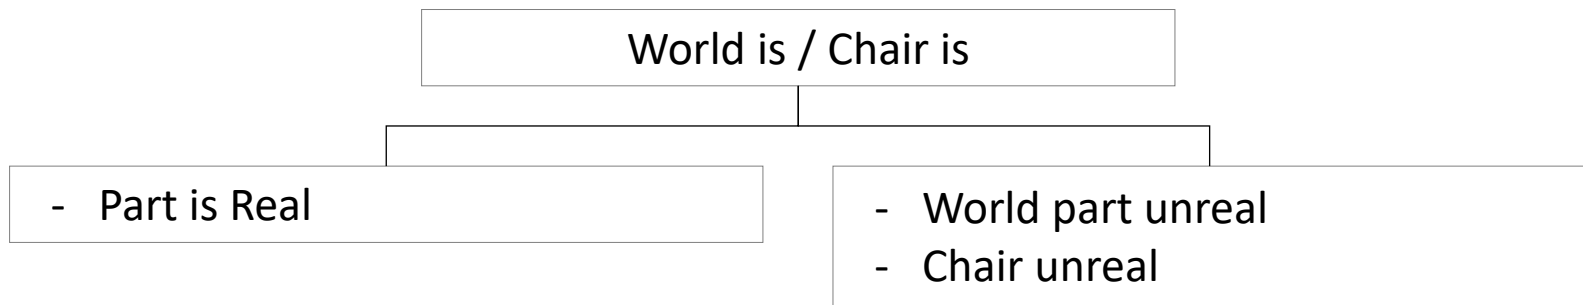 World is / Chair is
- Part is Real
- World part unreal
- Chair unreal